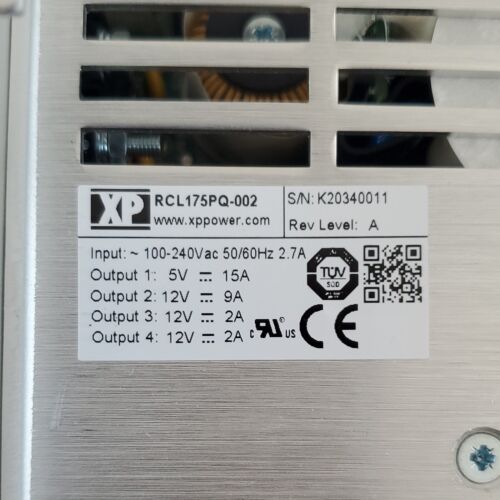 XP RCL175PQ-002
www.xppower.com
S/N: K20340011
Rev Level: A
Input: ~ 100-240Vac 50/60Hz 2.7A
Output 1: 5V ⎓ 15A
Output 2: 12V ⎓ 9A
Output 3: 12V ⎓ 2A
Output 4: 12V ⎓ 2A
TÜV
SÜD
c RU US
CE